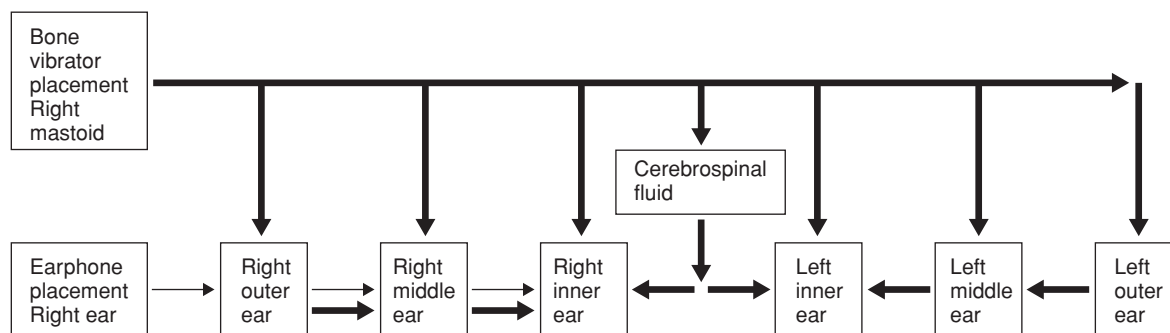 Bone
vibrator
placement
Right
mastoid
Cerebrospinal
fluid
Earphone
placement
Right ear
Right
outer
ear
Right
middle
ear
Right
inner
ear
Left
inner
ear
Left
middle
ear
Left
outer
ear